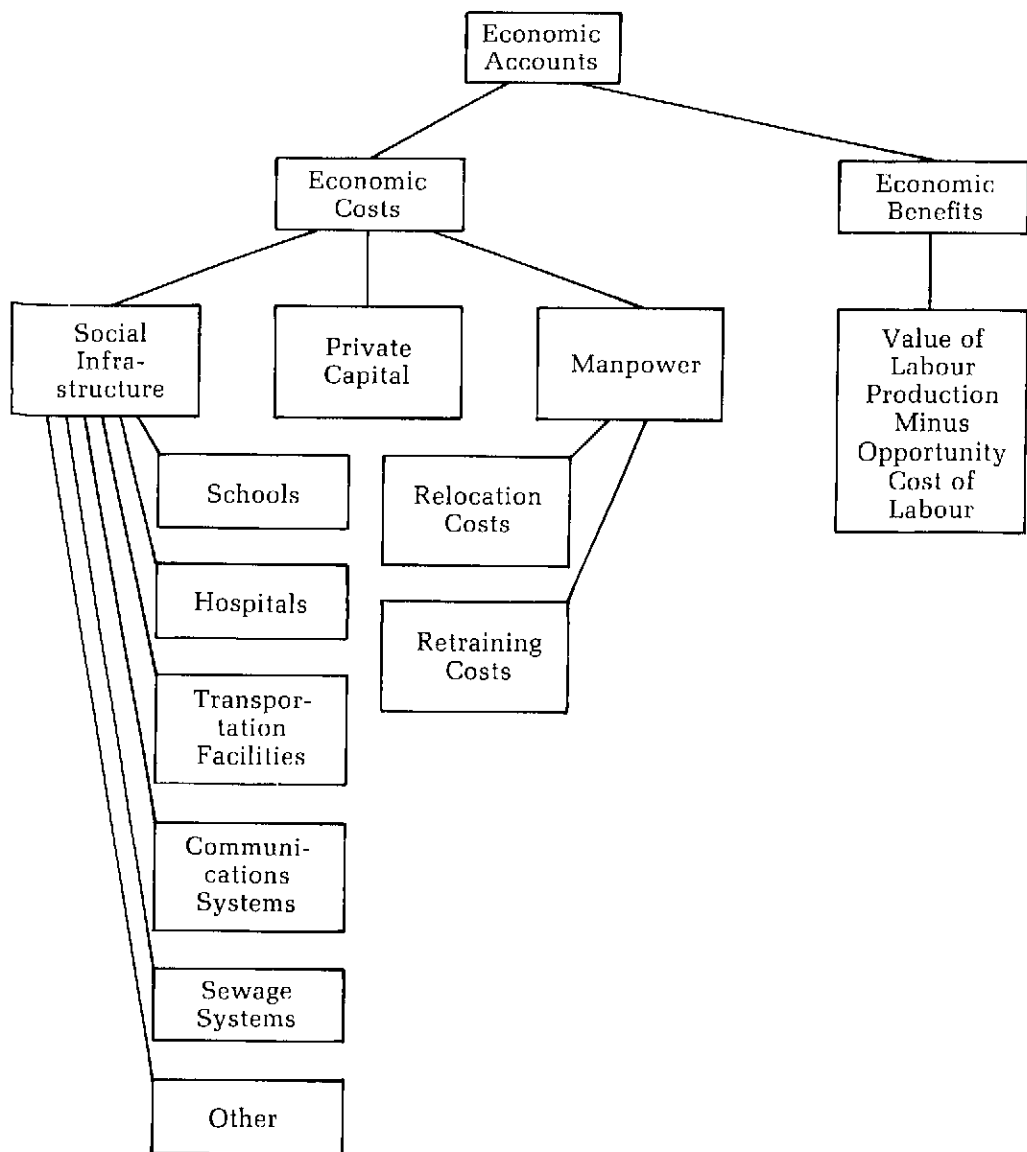 Economic
Accounts
Economic
Costs
Economic
Benefits
Social
Infra-
structure
Private
Capital
Manpower
Value of
Labour
Production
Minus
Opportunity
Cost of
Labour
Schools
Relocation
Costs
Hospitals
Retraining
Costs
Transpor-
tation
Facilities
Communi-
cations
Systems
Sewage
Systems
Other